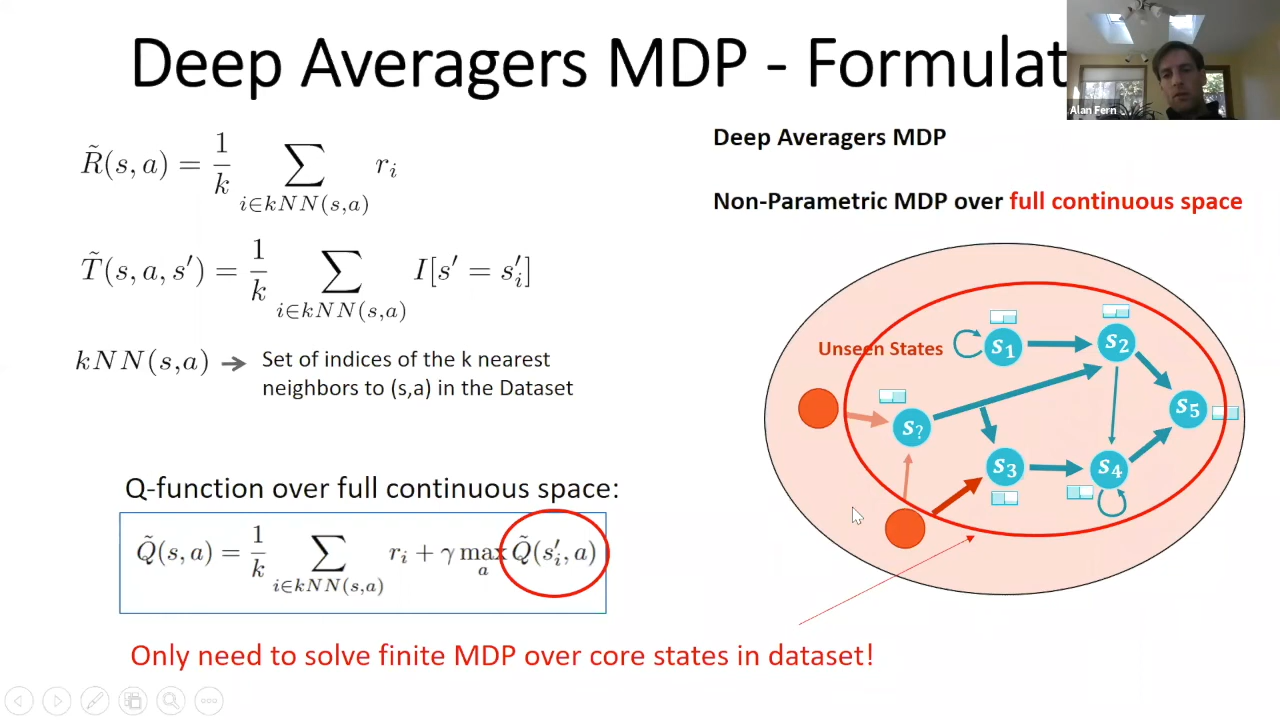 Deep Averagers MDP - Formulat
Alan Fern
R̃(s, a) = 1/k ∑_{i∈kNN(s,a)} r_i
T̃(s, a, s′) = 1/k ∑_{i∈kNN(s,a)} I[s′ = s′_i]
kNN(s,a) → Set of indices of the k nearest
neighbors to (s,a) in the Dataset
Q-function over full continuous space:
Q̃(s, a) = 1/k ∑_{i∈kNN(s,a)} r_i + γ max_a Q̃(s′_i, a)
Only need to solve finite MDP over core states in dataset!
Deep Averagers MDP
Non-Parametric MDP over full continuous space
Unseen States
s₁
s₂
s₅
s?
s₃
s₄